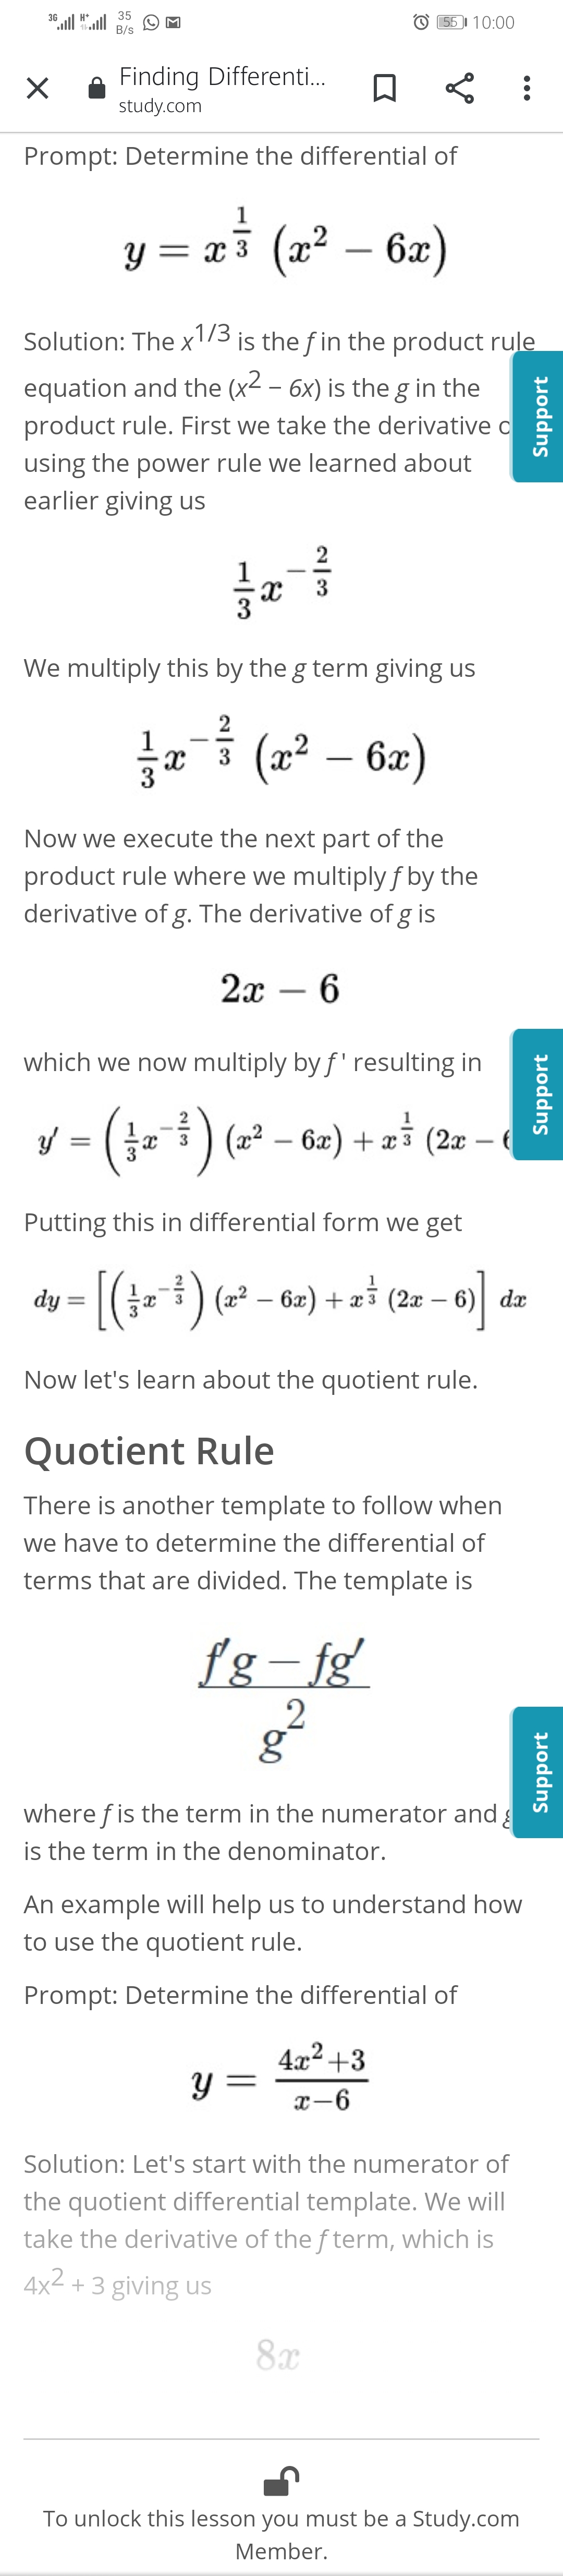 3G H+ 35 B/s 55 10:00
Finding Differenti...
study.com
Prompt: Determine the differential of
y = x^{1/3} (x² − 6x)
Solution: The x^{1/3} is the f in the product rule
equation and the (x² − 6x) is the g in the
product rule. First we take the derivative
Support
using the power rule we learned about
earlier giving us
1/3 x^{−2/3}
We multiply this by the g term giving us
1/3 x^{−2/3} (x² − 6x)
Now we execute the next part of the
product rule where we multiply f by the
derivative of g. The derivative of g is
2x − 6
which we now multiply by f ' resulting in
Support
y′ = (1/3 x^{−2/3}) (x² − 6x) + x^{1/3} (2x −
Putting this in differential form we get
dy = [(1/3 x^{−2/3}) (x² − 6x) + x^{1/3} (2x − 6)] dx
Now let's learn about the quotient rule.
Quotient Rule
There is another template to follow when
we have to determine the differential of
terms that are divided. The template is
f′g − fg′
g²
Support
where f is the term in the numerator and
is the term in the denominator.
An example will help us to understand how
to use the quotient rule.
Prompt: Determine the differential of
y = (4x²+3)/(x−6)
Solution: Let's start with the numerator of
the quotient differential template. We will
take the derivative of the f term, which is
4x² + 3 giving us
8x
To unlock this lesson you must be a Study.com
Member.